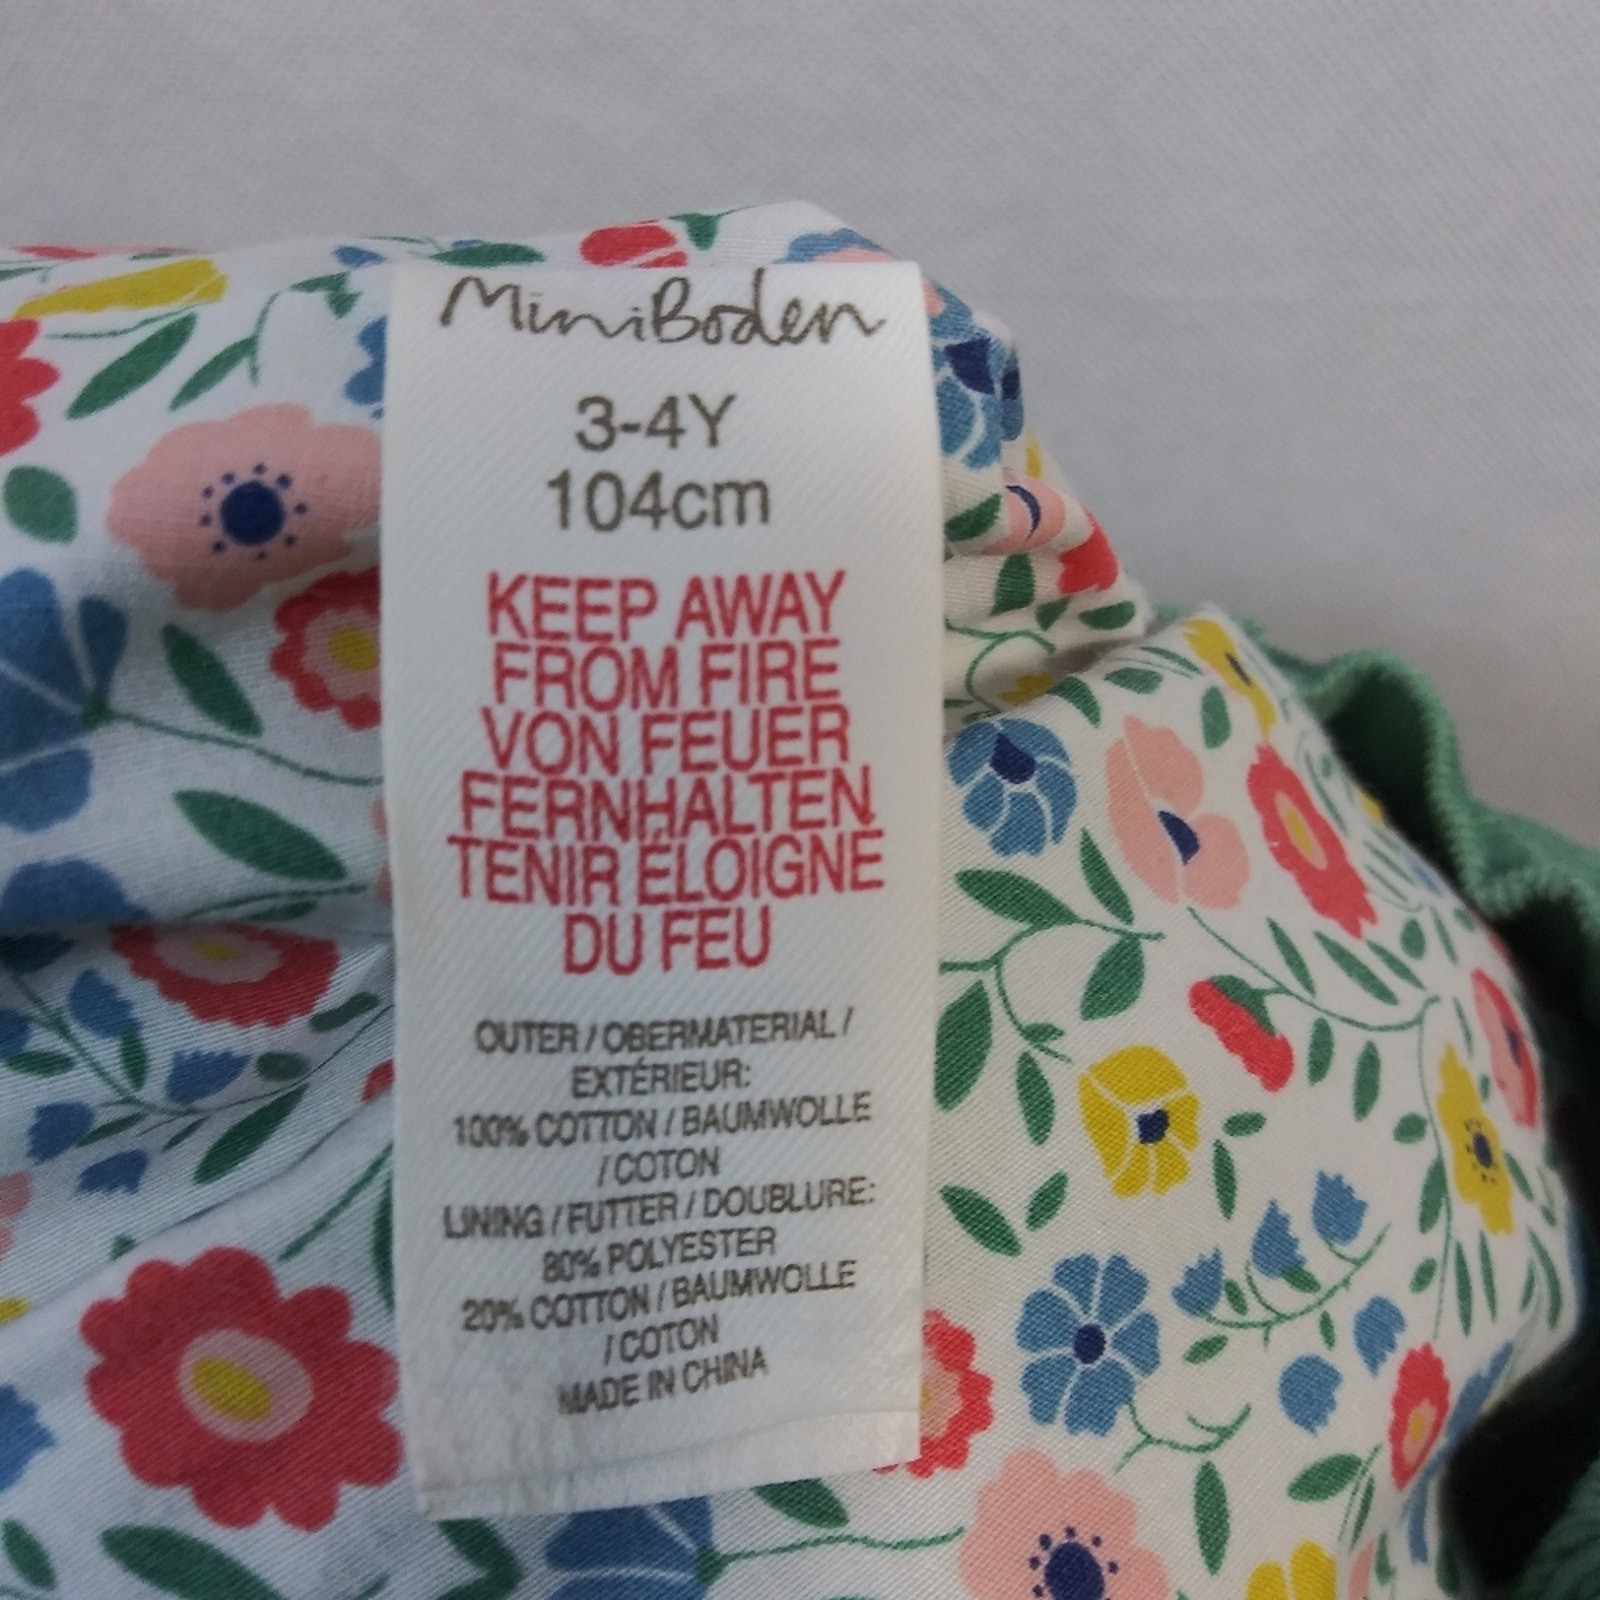 MiniBoden
3-4Y
104cm
KEEP AWAY
FROM FIRE
VON FEUER
FERNHALTEN
TENIR ÉLOIGNE
DU FEU
OUTER / OBERMATERIAL /
EXTÉRIEUR:
100% COTTON / BAUMWOLLE
/ COTON
LINING / FUTTER / DOUBLURE:
80% POLYESTER
20% COTTON / BAUMWOLLE
/ COTON
MADE IN CHINA